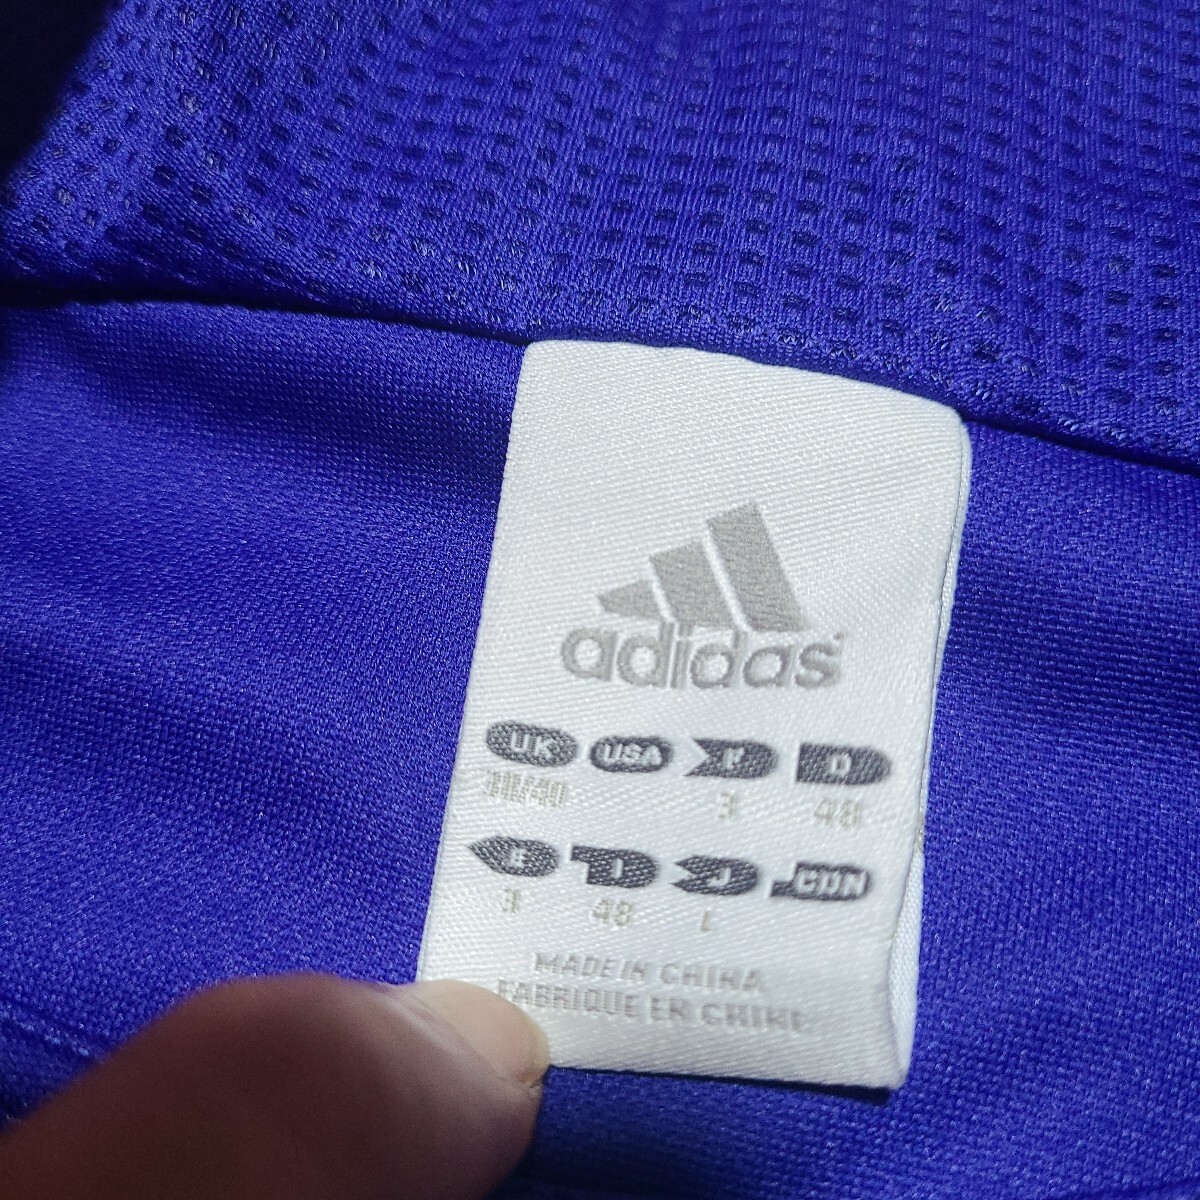 adidas
UK USA F D
38/40 3 48
E I J CDN
3 48 L
MADE IN CHINA
FABRIQUE EN CHINE